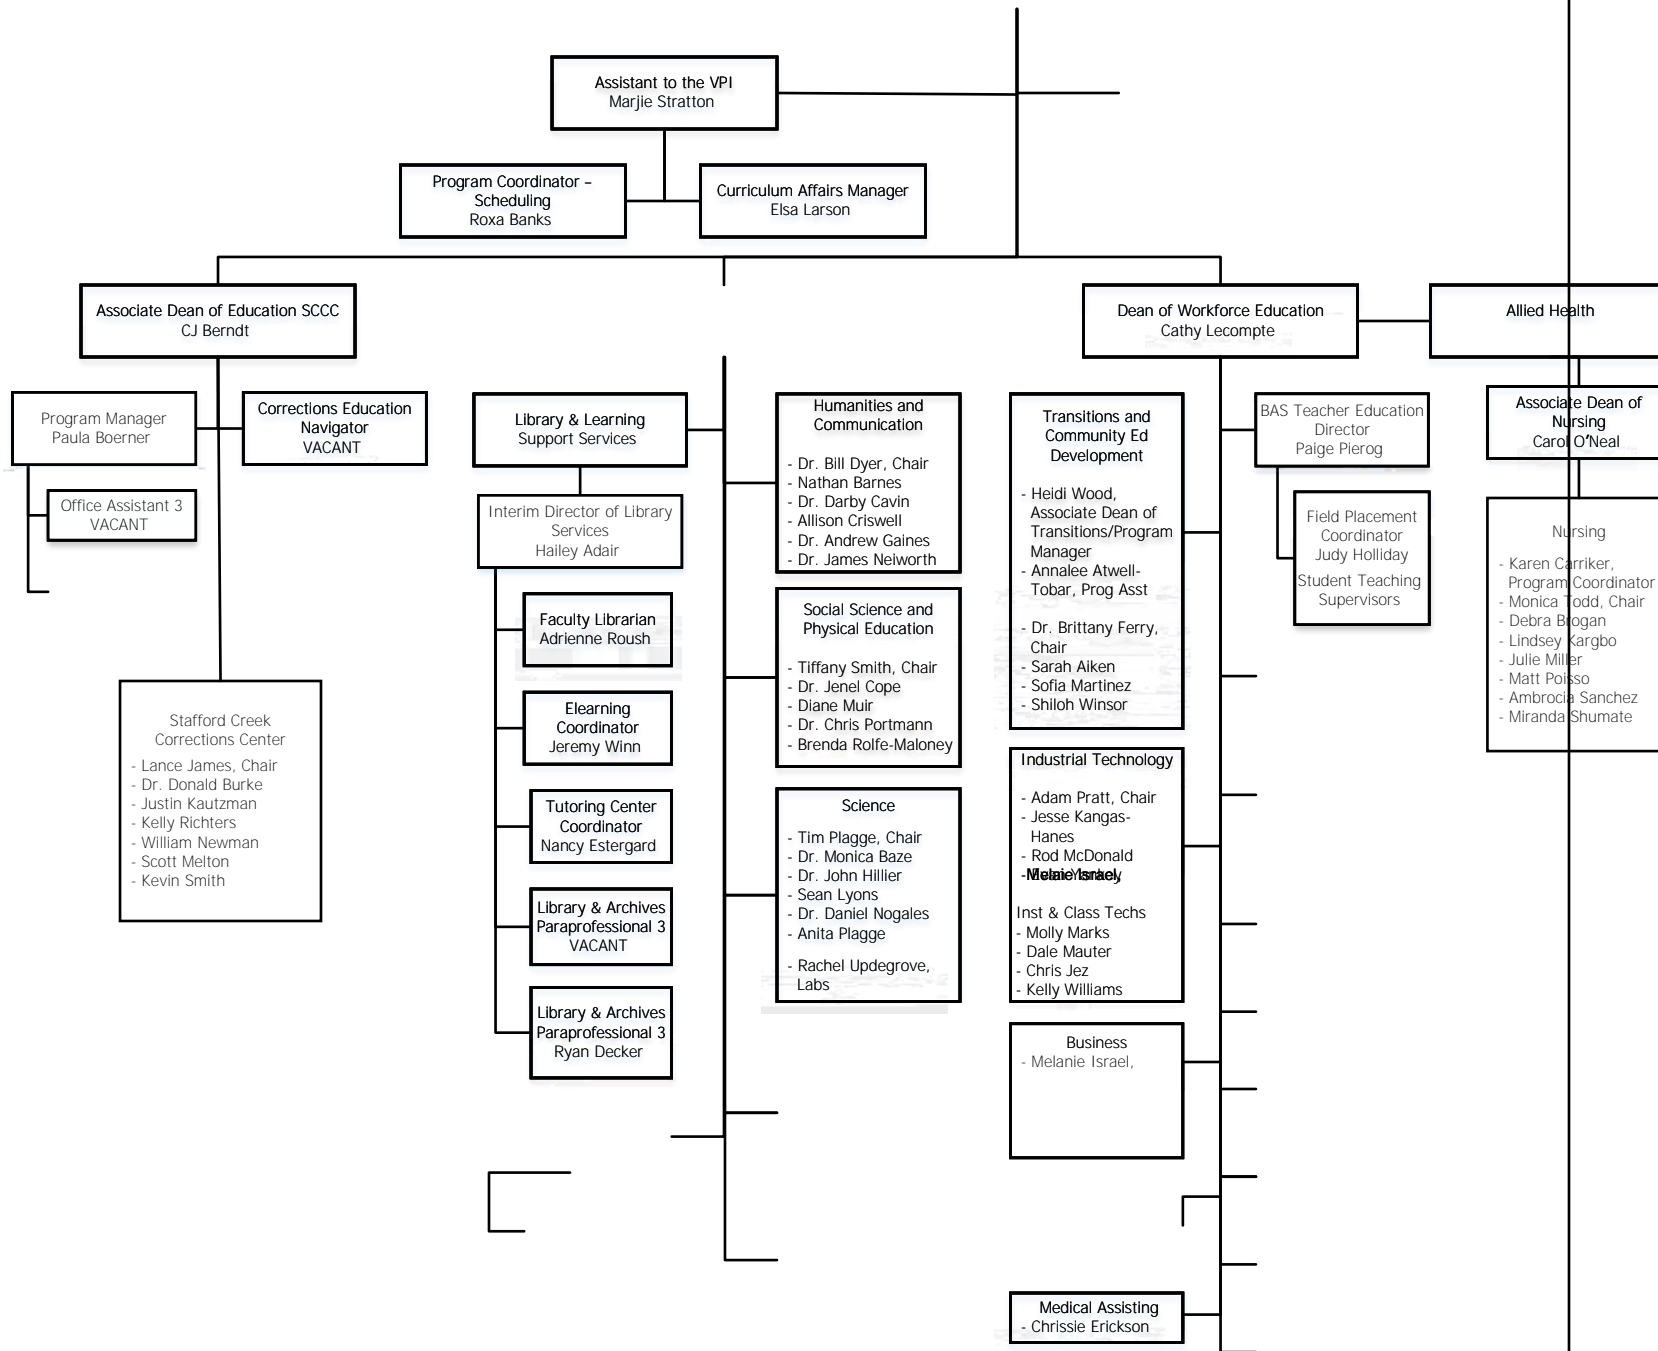 Assistant to the VPI
Marjie Stratton
Program Coordinator –
Scheduling
Roxa Banks
Curriculum Affairs Manager
Elsa Larson
Associate Dean of Education SCCC
CJ Berndt
Dean of Workforce Education
Cathy Lecompte
Allied Health
Program Manager
Paula Boerner
Corrections Education
Navigator
VACANT
Office Assistant 3
VACANT
Stafford Creek
Corrections Center
- Lance James, Chair
- Dr. Donald Burke
- Justin Kautzman
- Kelly Richters
- William Newman
- Scott Melton
- Kevin Smith
Library & Learning
Support Services
Interim Director of Library
Services
Hailey Adair
Faculty Librarian
Adrienne Roush
Elearning
Coordinator
Jeremy Winn
Tutoring Center
Coordinator
Nancy Estergard
Library & Archives
Paraprofessional 3
VACANT
Library & Archives
Paraprofessional 3
Ryan Decker
Humanities and
Communication
- Dr. Bill Dyer, Chair
- Nathan Barnes
- Dr. Darby Cavin
- Allison Criswell
- Dr. Andrew Gaines
- Dr. James Neiworth
Social Science and
Physical Education
- Tiffany Smith, Chair
- Dr. Jenel Cope
- Diane Muir
- Dr. Chris Portmann
- Brenda Rolfe-Maloney
Science
- Tim Plagge, Chair
- Dr. Monica Baze
- Dr. John Hillier
- Sean Lyons
- Dr. Daniel Nogales
- Anita Plagge
- Rachel Updegrove,
Labs
Transitions and
Community Ed
Development
- Heidi Wood,
Associate Dean of
Transitions/Program
Manager
- Annalee Atwell-
Tobar, Prog Asst
- Dr. Brittany Ferry,
Chair
- Sarah Aiken
- Sofia Martinez
- Shiloh Winsor
Industrial Technology
- Adam Pratt, Chair
- Jesse Kangas-
Hanes
- Rod McDonald
Inst & Class Techs
- Molly Marks
- Dale Mauter
- Chris Jez
- Kelly Williams
Business
- Melanie Israel,
Medical Assisting
- Chrissie Erickson
BAS Teacher Education
Director
Paige Pierog
Field Placement
Coordinator
Judy Holliday
Student Teaching
Supervisors
Associate Dean of
Nursing
Carol O'Neal
Nursing
- Karen Carriker,
Program Coordinator
- Monica Todd, Chair
- Debra Brogan
- Lindsey Kargbo
- Julie Miller
- Matt Poisso
- Ambrocia Sanchez
- Miranda Shumate